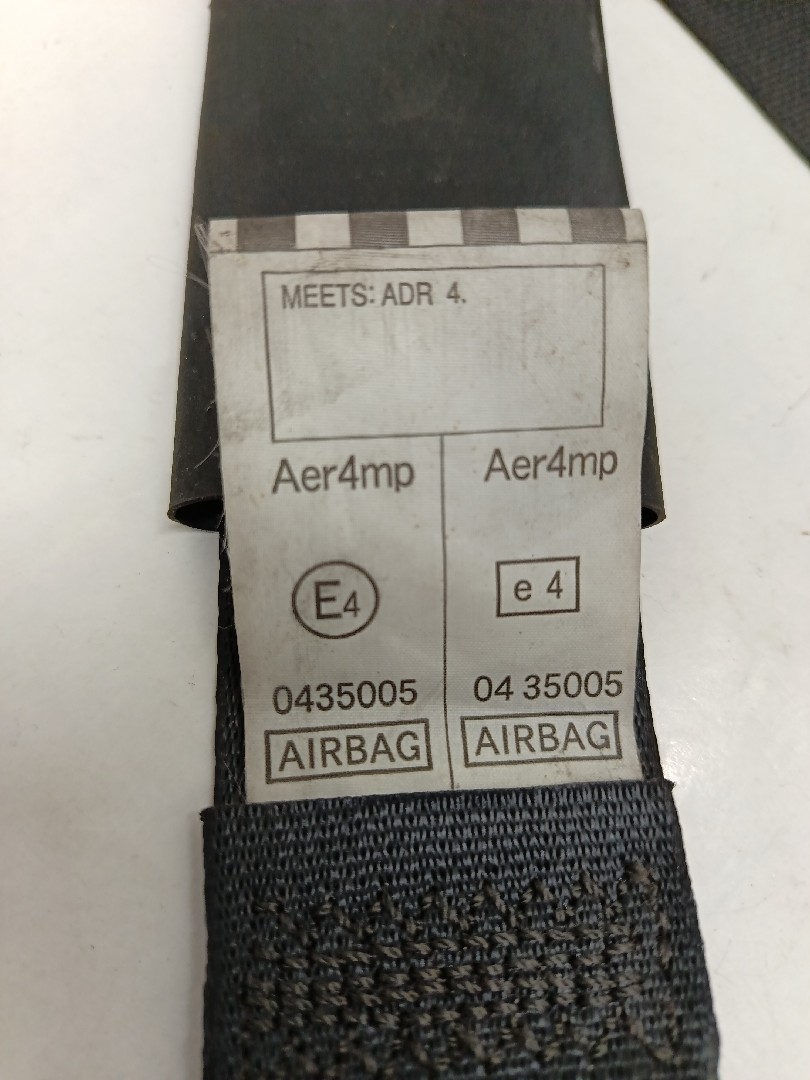 MEETS: ADR 4.
Aer4mp
E4
0435005
AIRBAG
Aer4mp
e 4
04 35005
AIRBAG